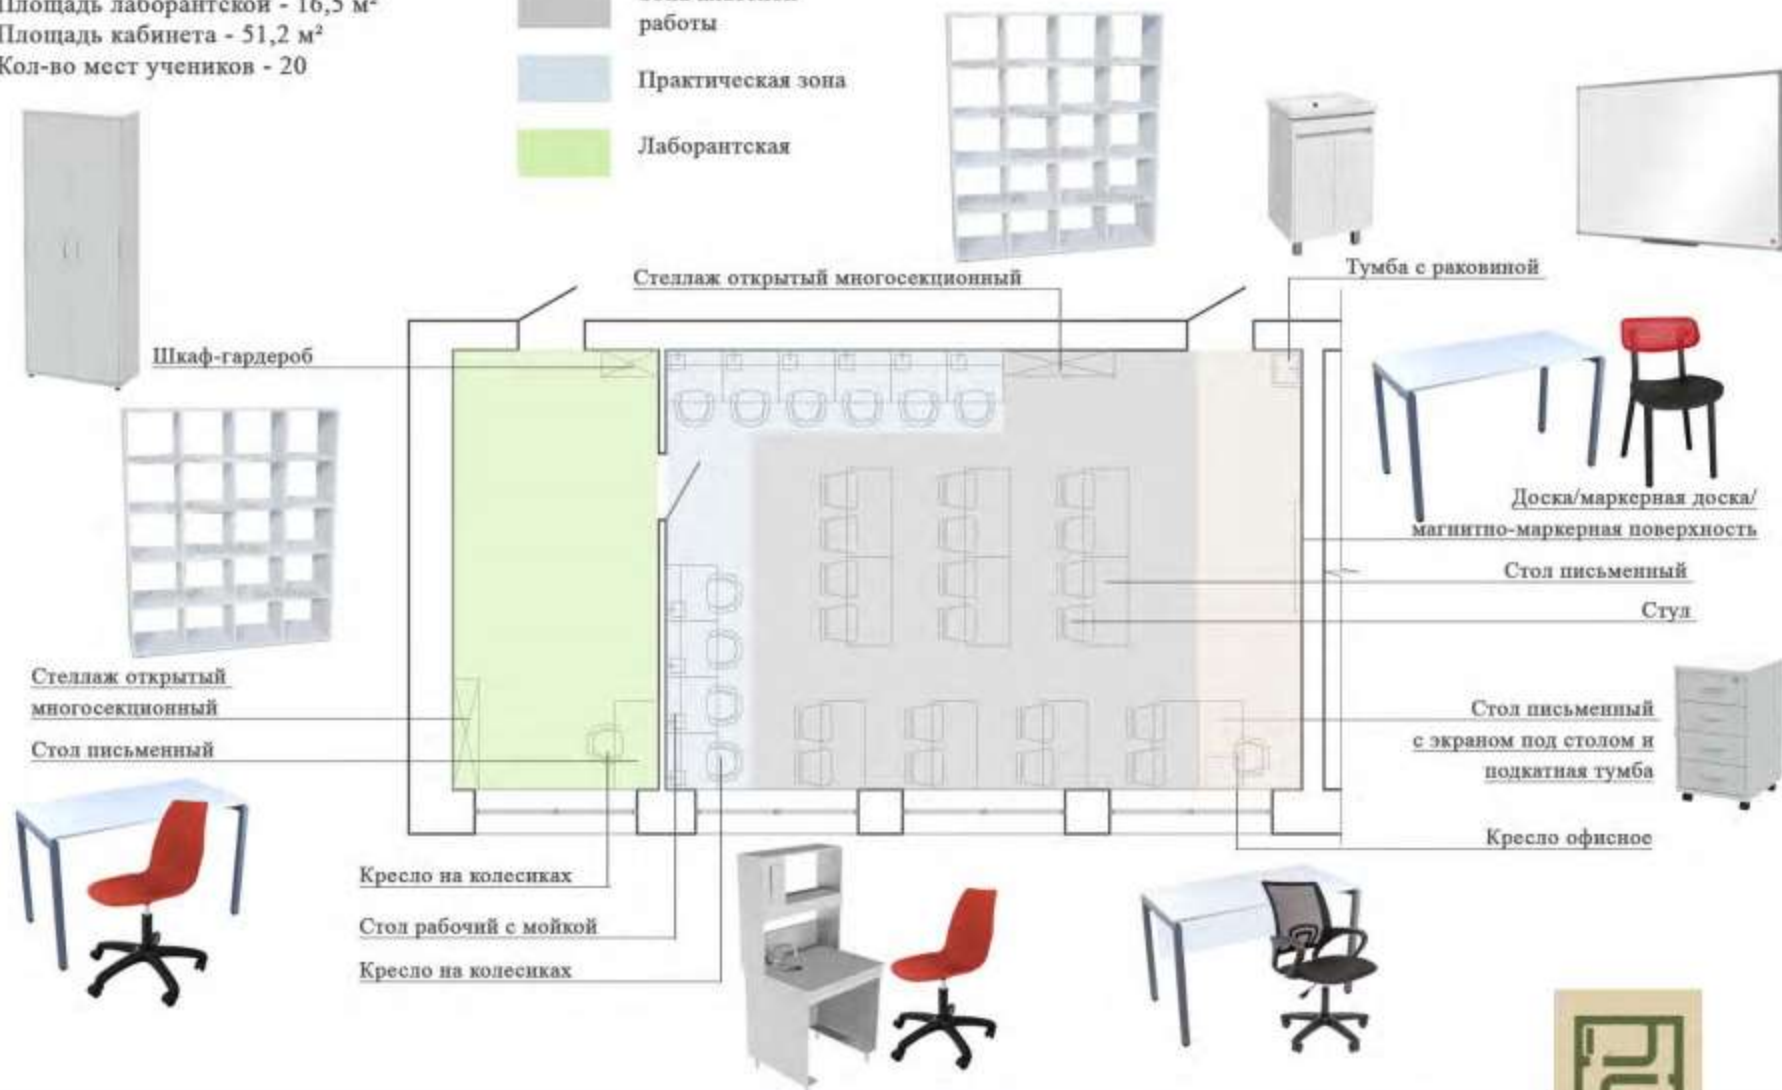 Площадь лаборантской - 16,5 м²
Площадь кабинета - 51,2 м²
Кол-во мест учеников - 20
работы
Практическая зона
Лаборантская
Стеллаж открытый многосекционный
Тумба с раковиной
Шкаф-гардероб
Доска/маркерная доска/
магнитно-маркерная поверхность
Стол письменный
Стул
Стеллаж открытый
многосекционный
Стол письменный
Стол письменный
с экраном под столом и
подкатная тумба
Кресло офисное
Кресло на колесиках
Стол рабочий с мойкой
Кресло на колесиках